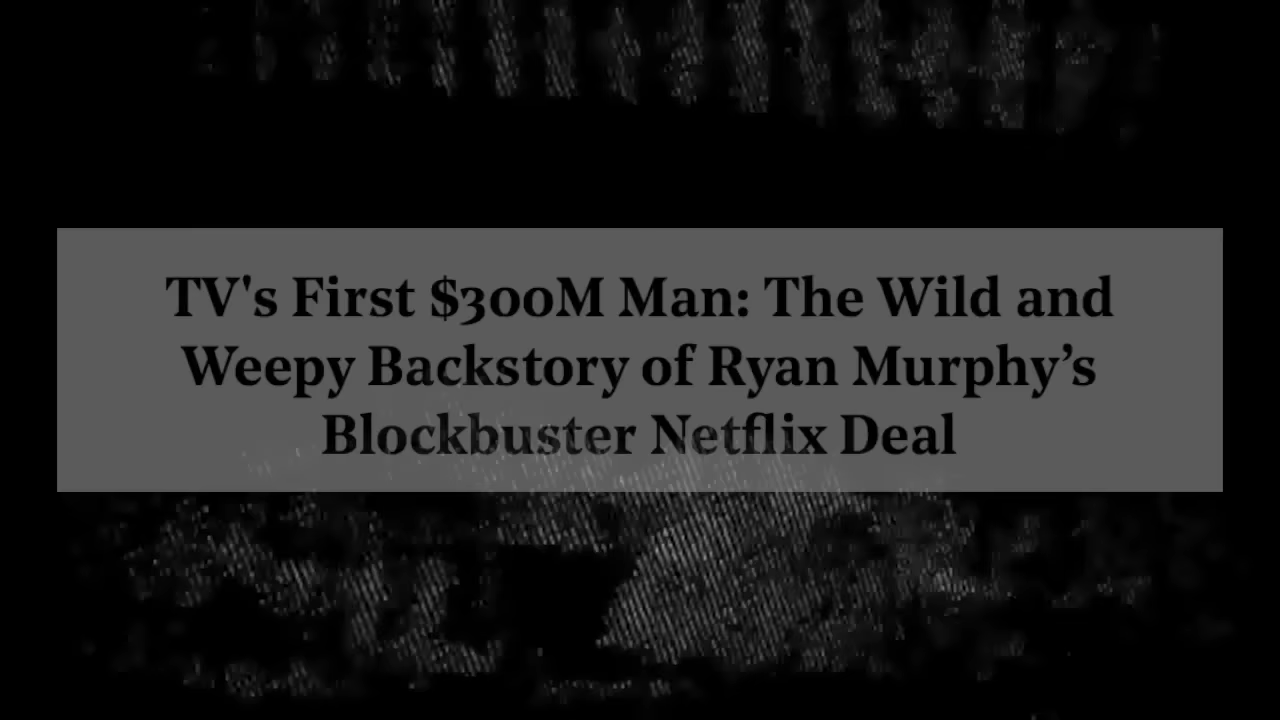 TV's First $300M Man: The Wild and
Weepy Backstory of Ryan Murphy’s
Blockbuster Netflix Deal